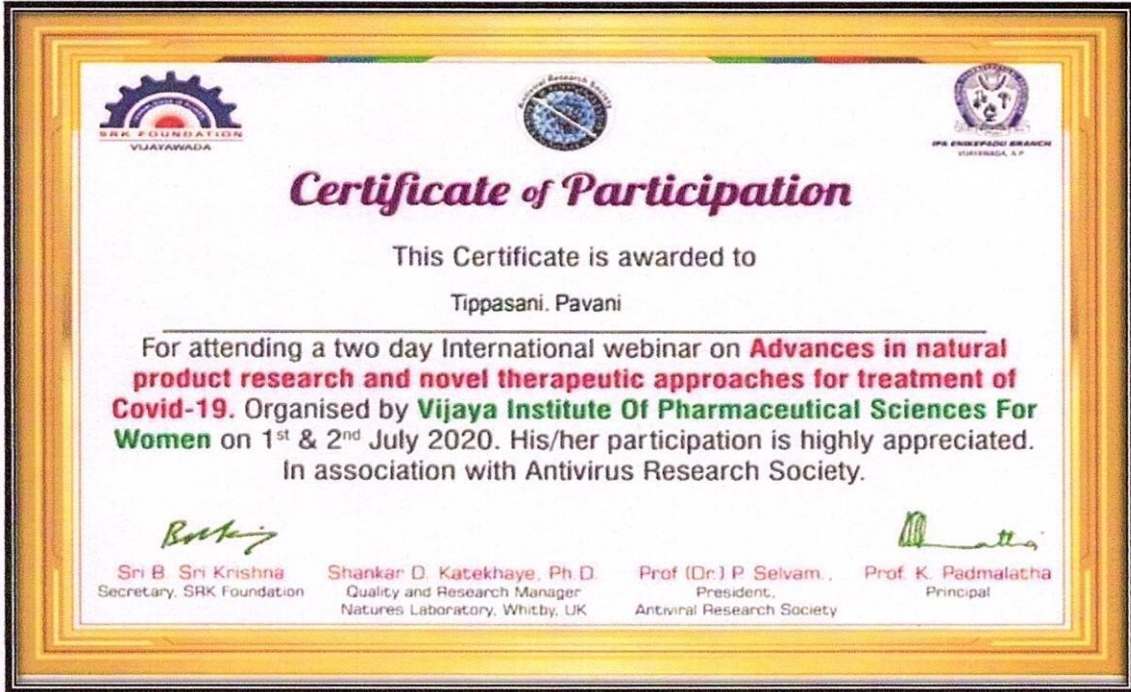 SRK FOUNDATION
VIJAYAWADA
Antiviral Research Society
IPA ENIKEPADU BRANCH
VIJAYAWADA, A.P
Certificate of Participation
This Certificate is awarded to
Tippasani. Pavani
For attending a two day International webinar on Advances in natural
product research and novel therapeutic approaches for treatment of
Covid-19. Organised by Vijaya Institute Of Pharmaceutical Sciences For
Women on 1st & 2nd July 2020. His/her participation is highly appreciated.
In association with Antivirus Research Society.
Sri B. Sri Krishna
Secretary, SRK Foundation
Shankar D. Katekhaye, Ph.D.
Quality and Research Manager
Natures Laboratory, Whitby, UK
Prof (Dr.) P. Selvam.,
President,
Antiviral Research Society
Prof. K. Padmalatha
Principal